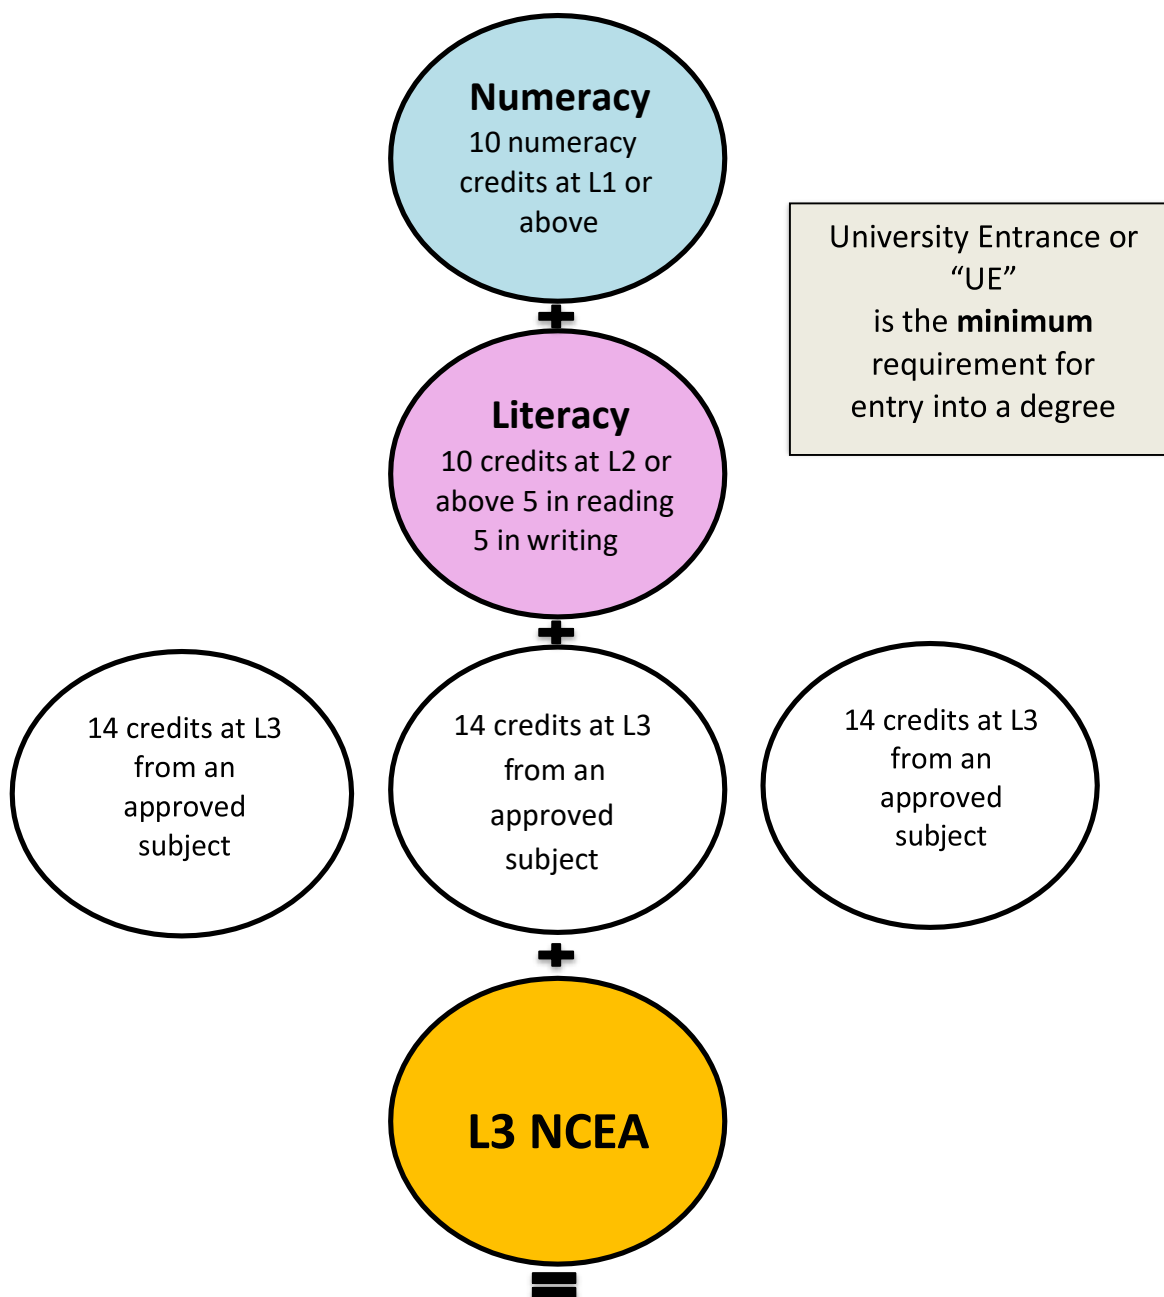 Numeracy
10 numeracy
credits at L1 or
above
University Entrance or
“UE”
is the minimum
requirement for
entry into a degree
Literacy
10 credits at L2 or
above 5 in reading
5 in writing
14 credits at L3
from an
approved
subject
14 credits at L3
from an
approved
subject
14 credits at L3
from an
approved
subject
L3 NCEA